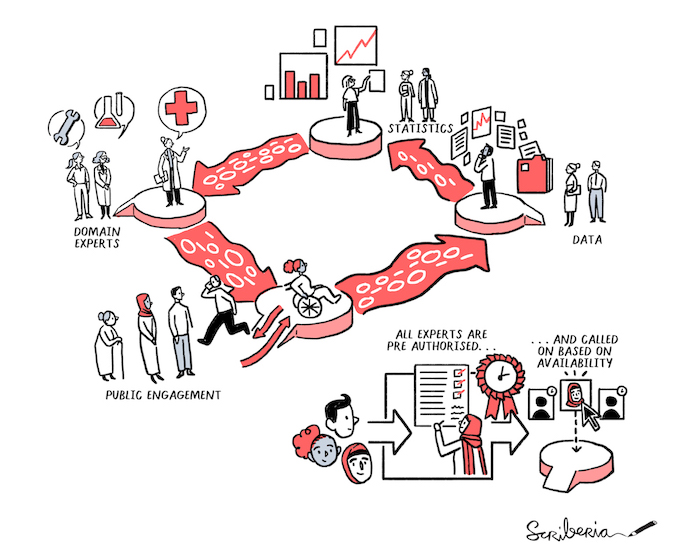 STATISTICS
DOMAIN
EXPERTS
DATA
PUBLIC ENGAGEMENT
ALL EXPERTS ARE
PRE AUTHORISED...
...AND CALLED
ON BASED ON
AVAILABILITY
Scriberia